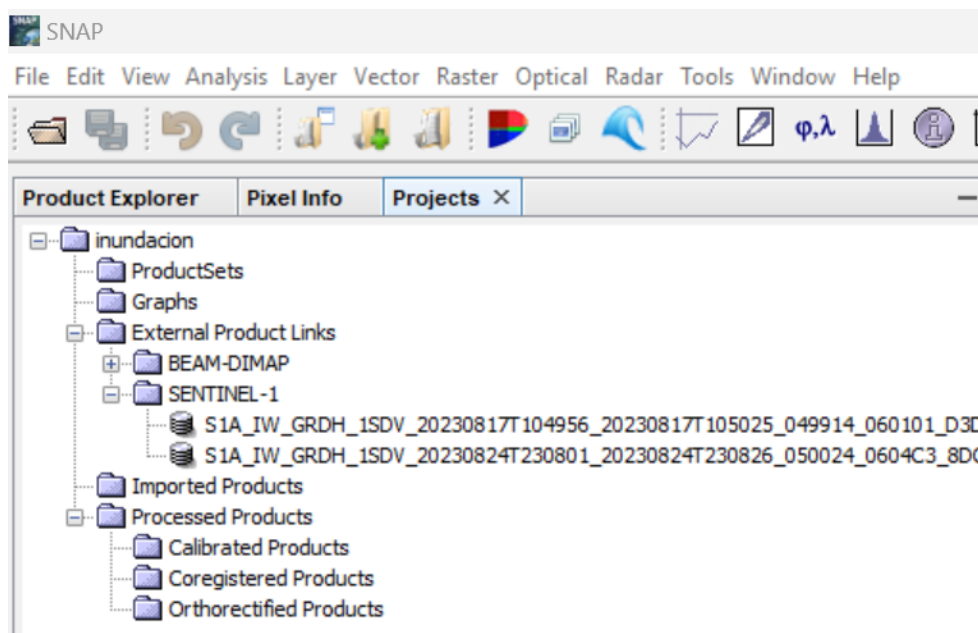 SNAP
File Edit View Analysis Layer Vector Raster Optical Radar Tools Window Help
φ,λ
Product Explorer Pixel Info Projects
inundacion
ProductSets
Graphs
External Product Links
BEAM-DIMAP
SENTINEL-1
S1A_IW_GRDH_1SDV_20230817T104956_20230817T105025_049914_060101_D3D
S1A_IW_GRDH_1SDV_20230824T230801_20230824T230826_050024_0604C3_8D
Imported Products
Processed Products
Calibrated Products
Coregistered Products
Orthorectified Products